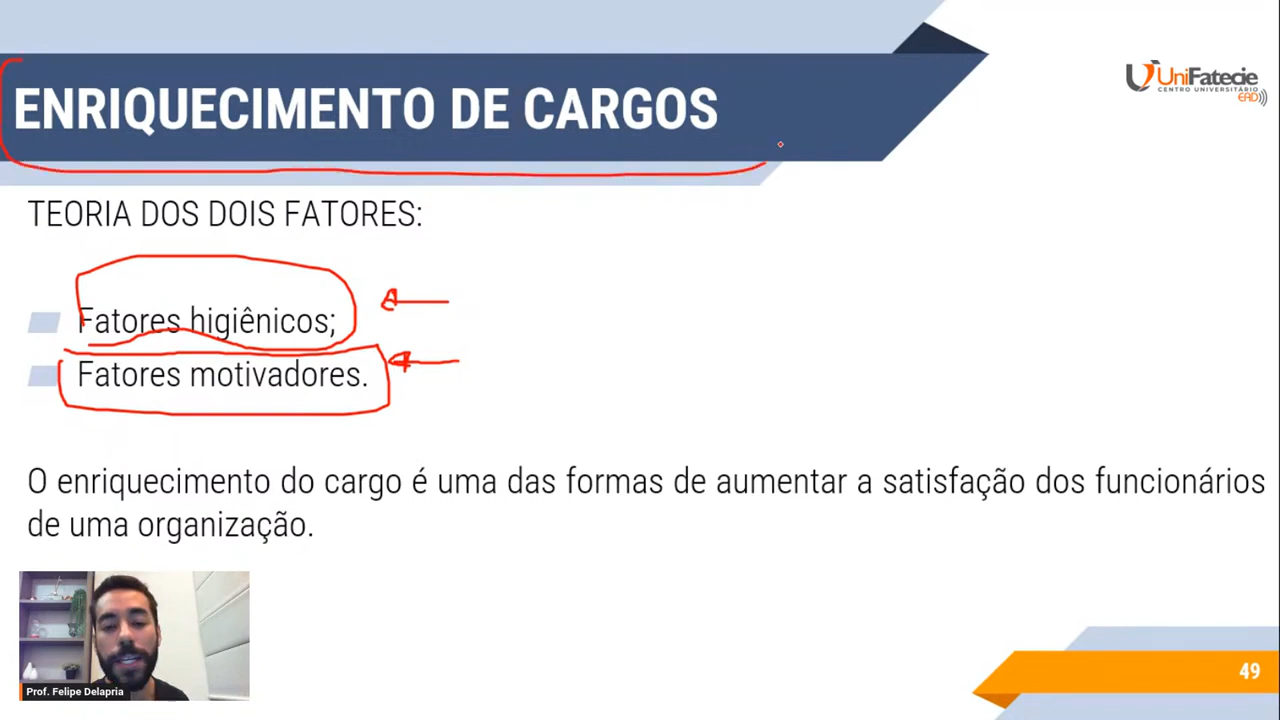 ENRIQUECIMENTO DE CARGOS
UniFatecie
CENTRO UNIVERSITÁRIO
EAD
TEORIA DOS DOIS FATORES:
Fatores higiênicos;
Fatores motivadores.
O enriquecimento do cargo é uma das formas de aumentar a satisfação dos funcionários
de uma organização.
Prof. Felipe Delapria
49